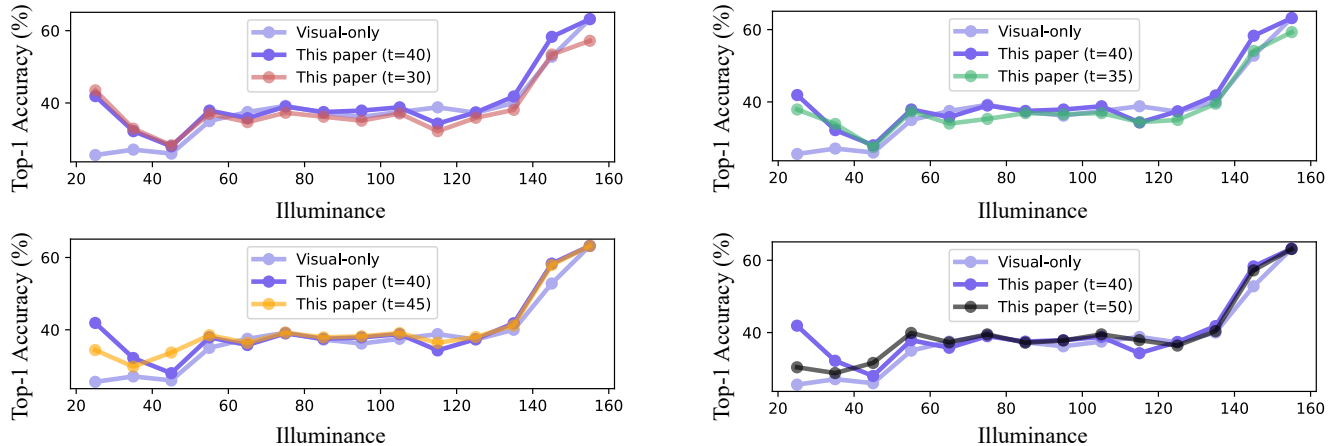 Top-1 Accuracy (%)
60
40
Visual-only
This paper (t=40)
This paper (t=30)
20 40 60 80 100 120 140 160
Illuminance
Top-1 Accuracy (%)
60
40
Visual-only
This paper (t=40)
This paper (t=35)
20 40 60 80 100 120 140 160
Illuminance
Top-1 Accuracy (%)
60
40
Visual-only
This paper (t=40)
This paper (t=45)
20 40 60 80 100 120 140 160
Illuminance
Top-1 Accuracy (%)
60
40
Visual-only
This paper (t=40)
This paper (t=50)
20 40 60 80 100 120 140 160
Illuminance